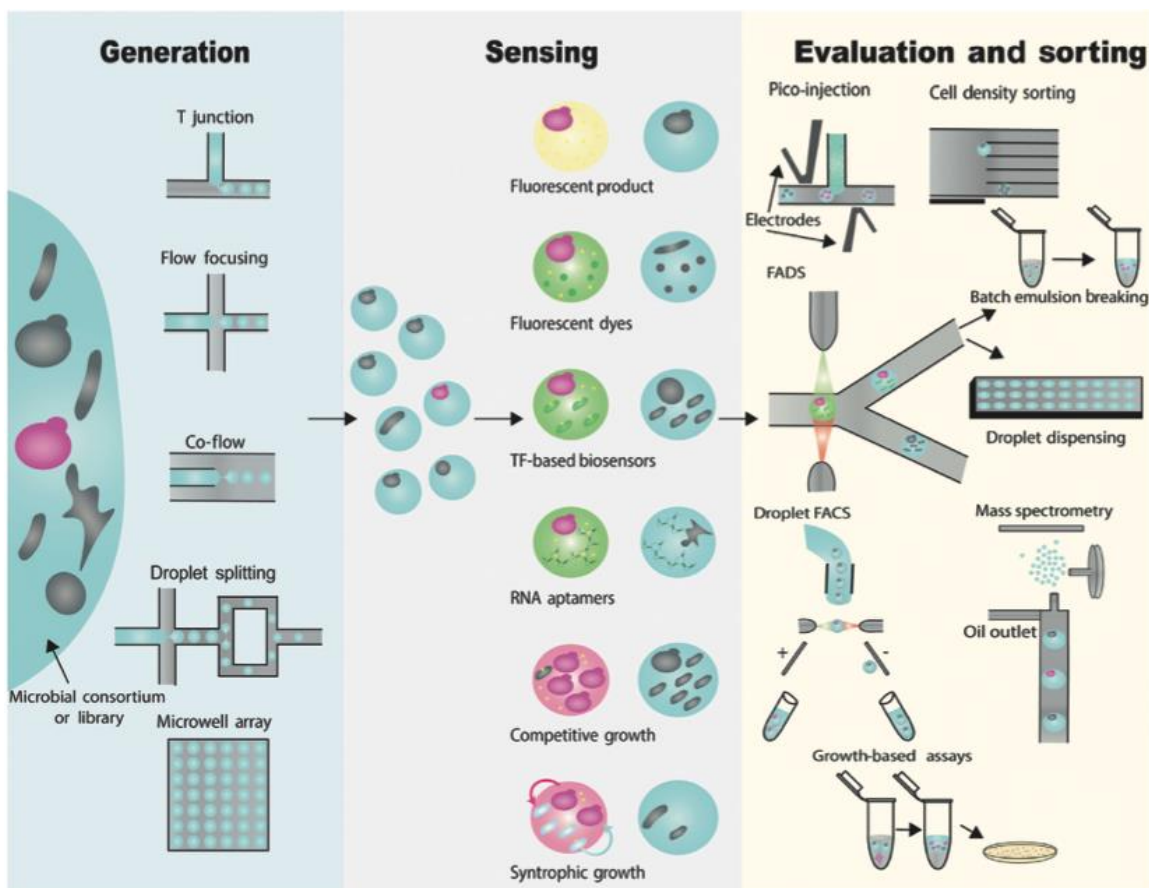 Generation
T junction
Flow focusing
Co-flow
Droplet splitting
Microbial consortium
or library
Microwell array
Sensing
Fluorescent product
Fluorescent dyes
TF-based biosensors
RNA aptamers
Competitive growth
Syntrophic growth
Evaluation and sorting
Pico-injection
Cell density sorting
Electrodes
FADS
Batch emulsion breaking
Droplet dispensing
Droplet FACS
Mass spectrometry
Oil outlet
+
-
Growth-based assays